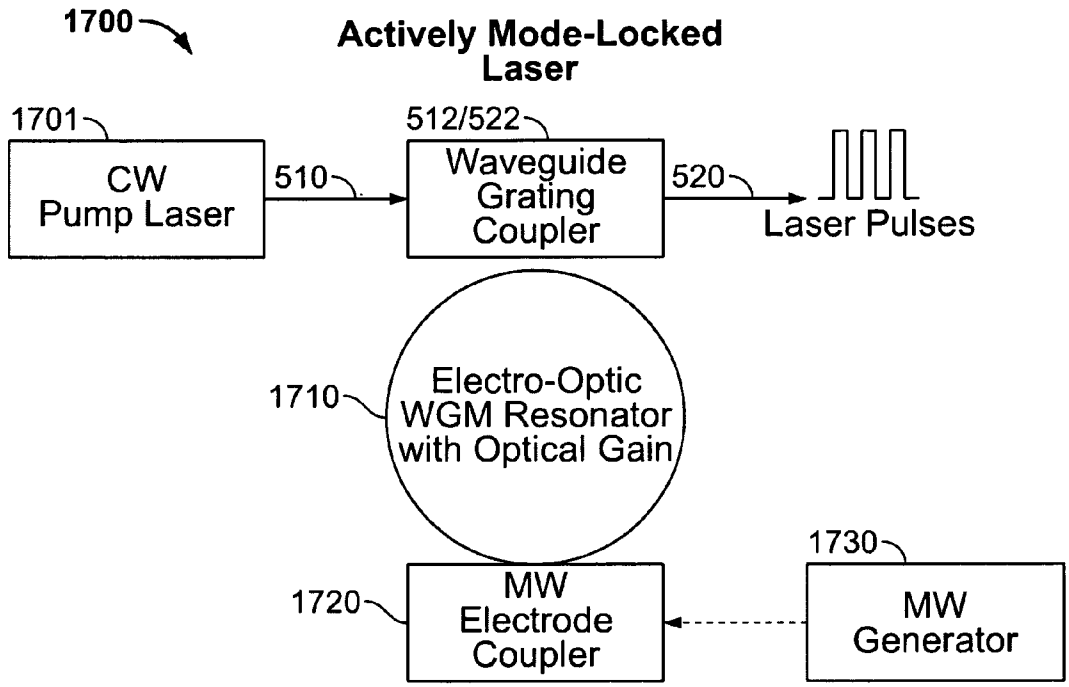 1700
Actively Mode-Locked
Laser
1701
CW
Pump Laser
510
512/522
Waveguide
Grating
Coupler
520
Laser Pulses
1710
Electro-Optic
WGM Resonator
with Optical Gain
1720
MW
Electrode
Coupler
1730
MW
Generator